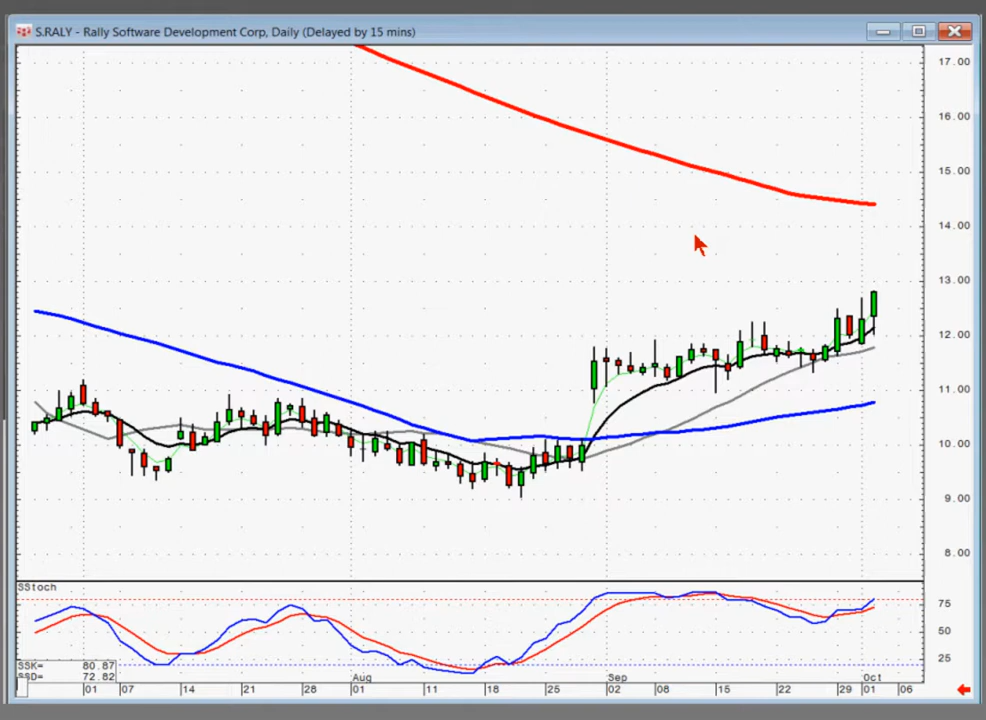 S.RALY - Rally Software Development Corp, Daily (Delayed by 15 mins)
17.00
16.00
15.00
14.00
13.00
12.00
11.00
10.00
9.00
8.00
SStoch
75
50
25
SSK= 80.87
SSD= 72.82
Aug Sep Oct
01 07 14 21 28 01 11 18 25 02 08 15 22 29 01 06